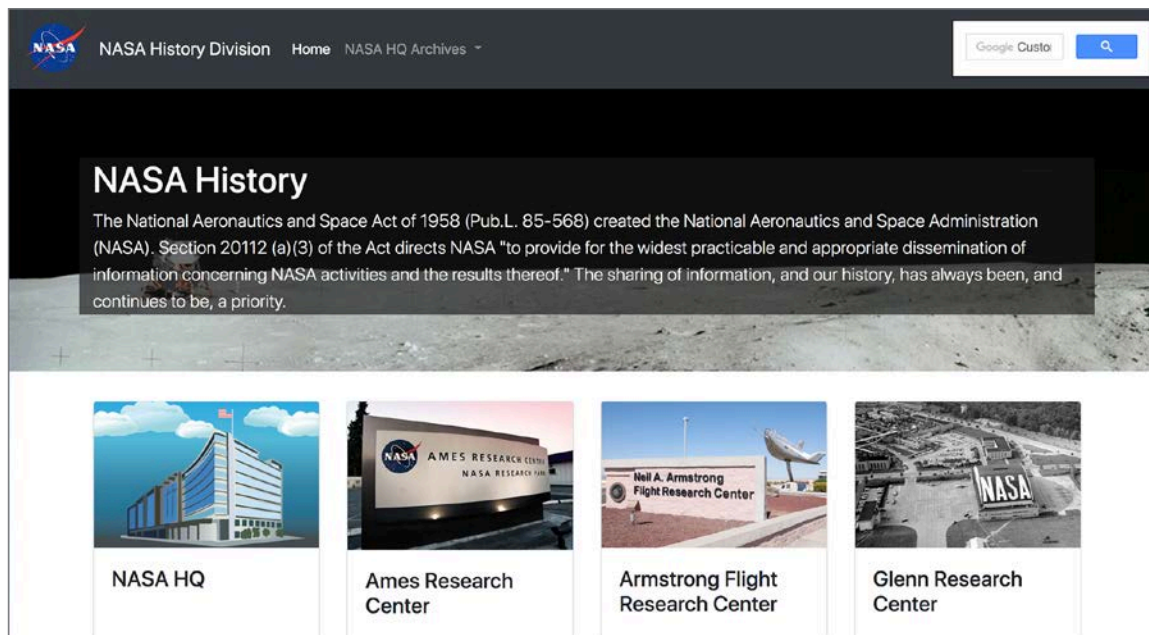 NASA
NASA History Division
Home
NASA HQ Archives
Google Custo
NASA History
The National Aeronautics and Space Act of 1958 (Pub.L. 85-568) created the National Aeronautics and Space Administration
(NASA). Section 20112 (a)(3) of the Act directs NASA "to provide for the widest practicable and appropriate dissemination of
information concerning NASA activities and the results thereof." The sharing of information, and our history, has always been, and
continues to be, a priority.
NASA
AMES RESEARCH CENTER
NASA RESEARCH PARK
Neil A. Armstrong
Flight Research Center
NASA
NASA HQ
Ames Research
Center
Armstrong Flight
Research Center
Glenn Research
Center